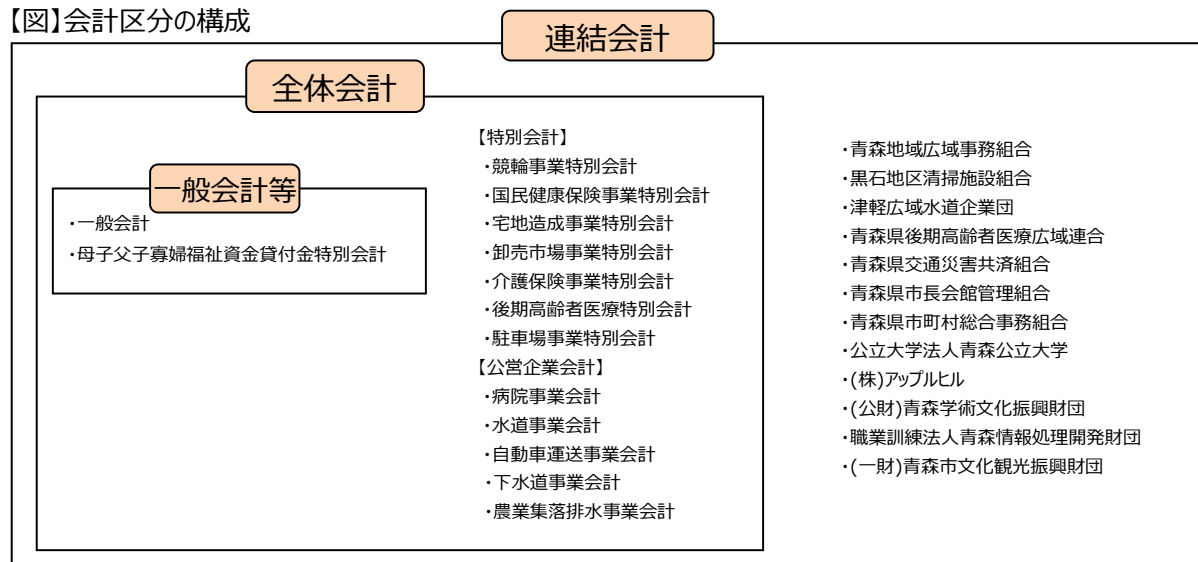 【図】会計区分の構成
連結会計
全体会計
一般会計等
・一般会計
・母子父子寡婦福祉資金貸付金特別会計
【特別会計】
・競輪事業特別会計
・国民健康保険事業特別会計
・宅地造成事業特別会計
・卸売市場事業特別会計
・介護保険事業特別会計
・後期高齢者医療特別会計
・駐車場事業特別会計
【公営企業会計】
・病院事業会計
・水道事業会計
・自動車運送事業会計
・下水道事業会計
・農業集落排水事業会計
・青森地域広域事務組合
・黒石地区清掃施設組合
・津軽広域水道企業団
・青森県後期高齢者医療広域連合
・青森県交通災害共済組合
・青森県市長会館管理組合
・青森県市町村総合事務組合
・公立大学法人青森公立大学
・(株)アップルヒル
・(公財)青森学術文化振興財団
・職業訓練法人青森情報処理開発財団
・(一財)青森市文化観光振興財団